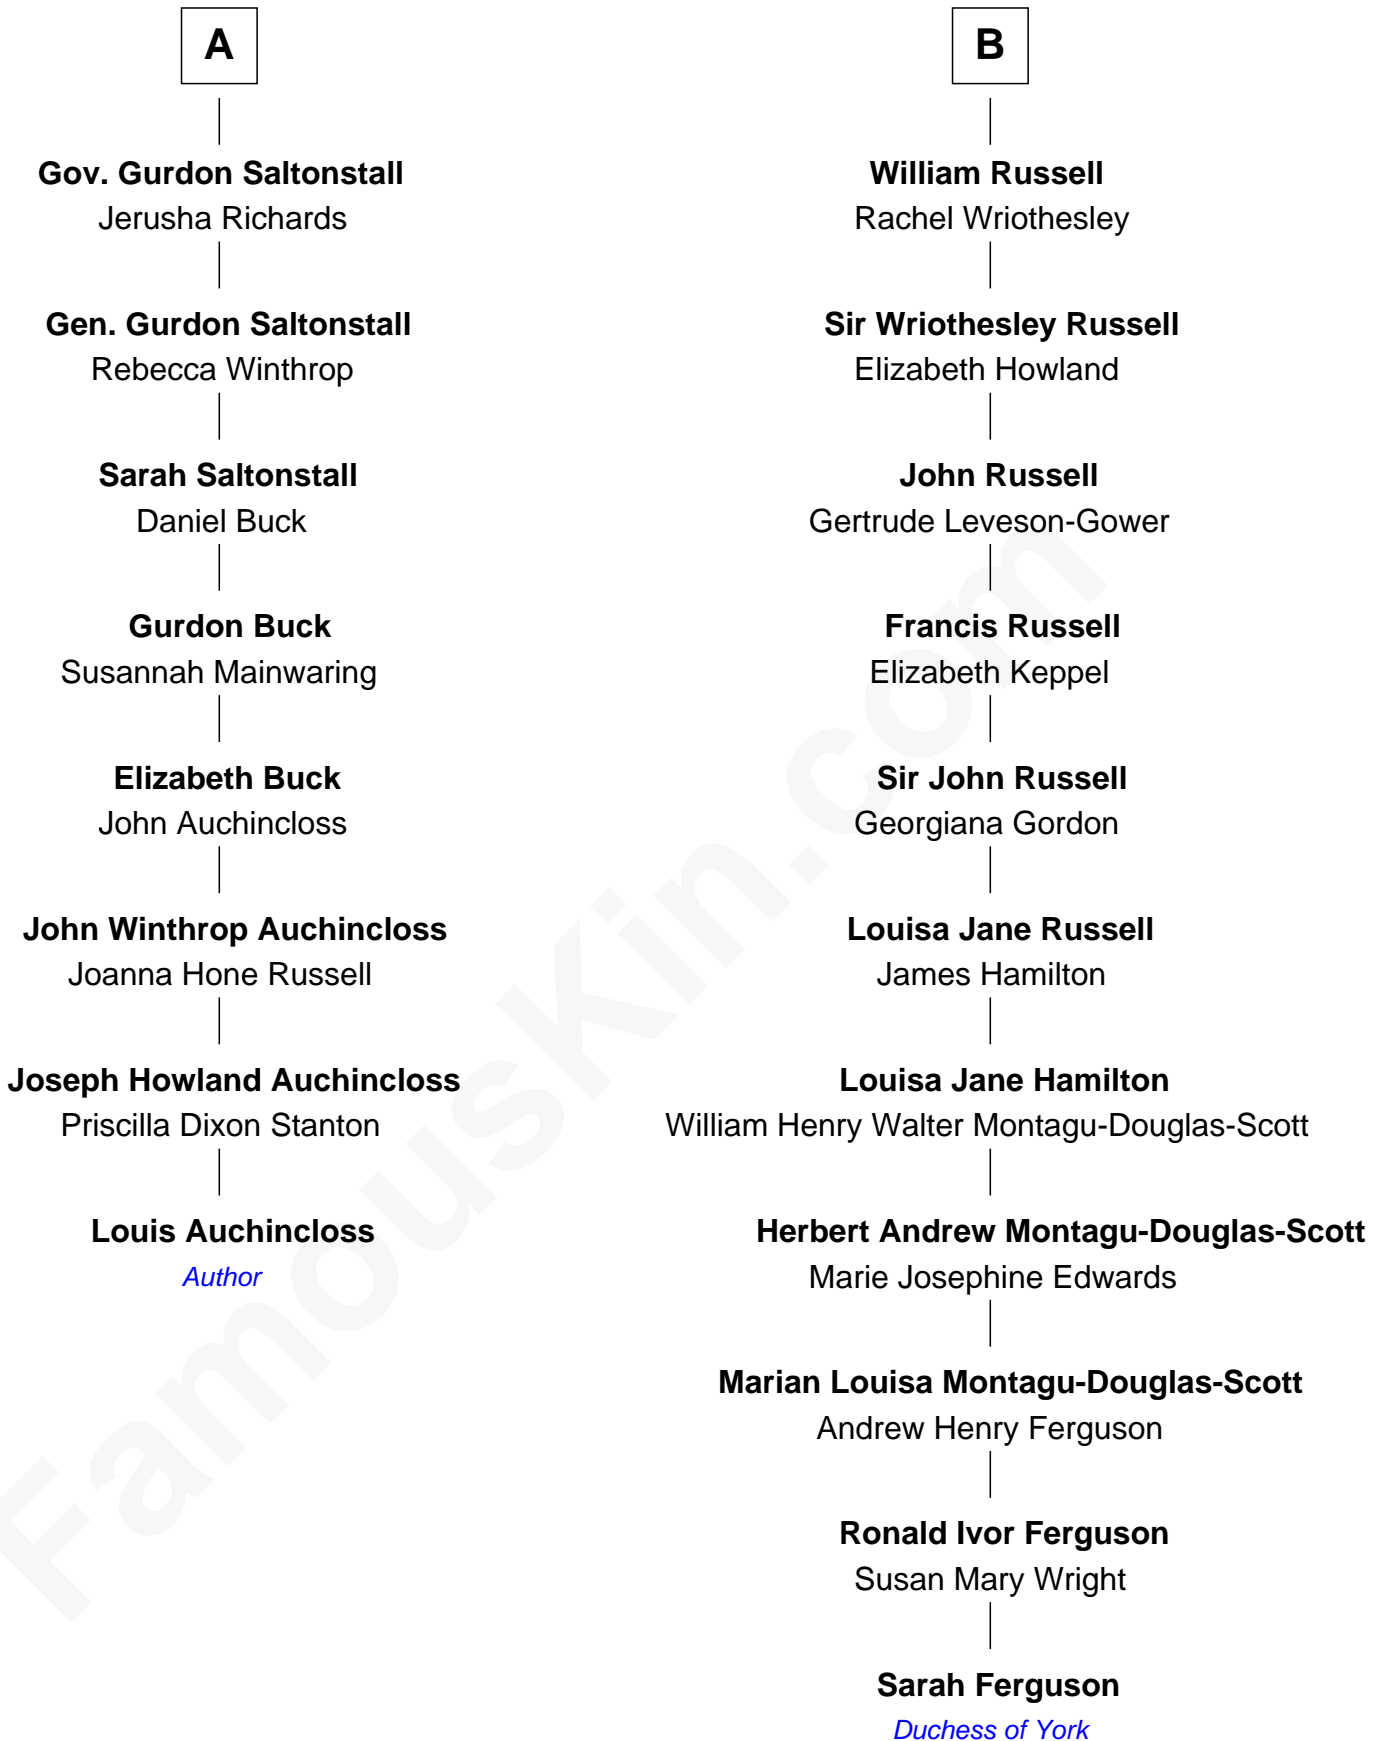 A
Gov. Gurdon Saltonstall
Jerusha Richards
Gen. Gurdon Saltonstall
Rebecca Winthrop
Sarah Saltonstall
Daniel Buck
Gurdon Buck
Susannah Mainwaring
Elizabeth Buck
John Auchincloss
John Winthrop Auchincloss
Joanna Hone Russell
Joseph Howland Auchincloss
Priscilla Dixon Stanton
Louis Auchincloss
Author
B
William Russell
Rachel Wriothesley
Sir Wriothesley Russell
Elizabeth Howland
John Russell
Gertrude Leveson-Gower
Francis Russell
Elizabeth Keppel
Sir John Russell
Georgiana Gordon
Louisa Jane Russell
James Hamilton
Louisa Jane Hamilton
William Henry Walter Montagu-Douglas-Scott
Herbert Andrew Montagu-Douglas-Scott
Marie Josephine Edwards
Marian Louisa Montagu-Douglas-Scott
Andrew Henry Ferguson
Ronald Ivor Ferguson
Susan Mary Wright
Sarah Ferguson
Duchess of York
FamousKin.com